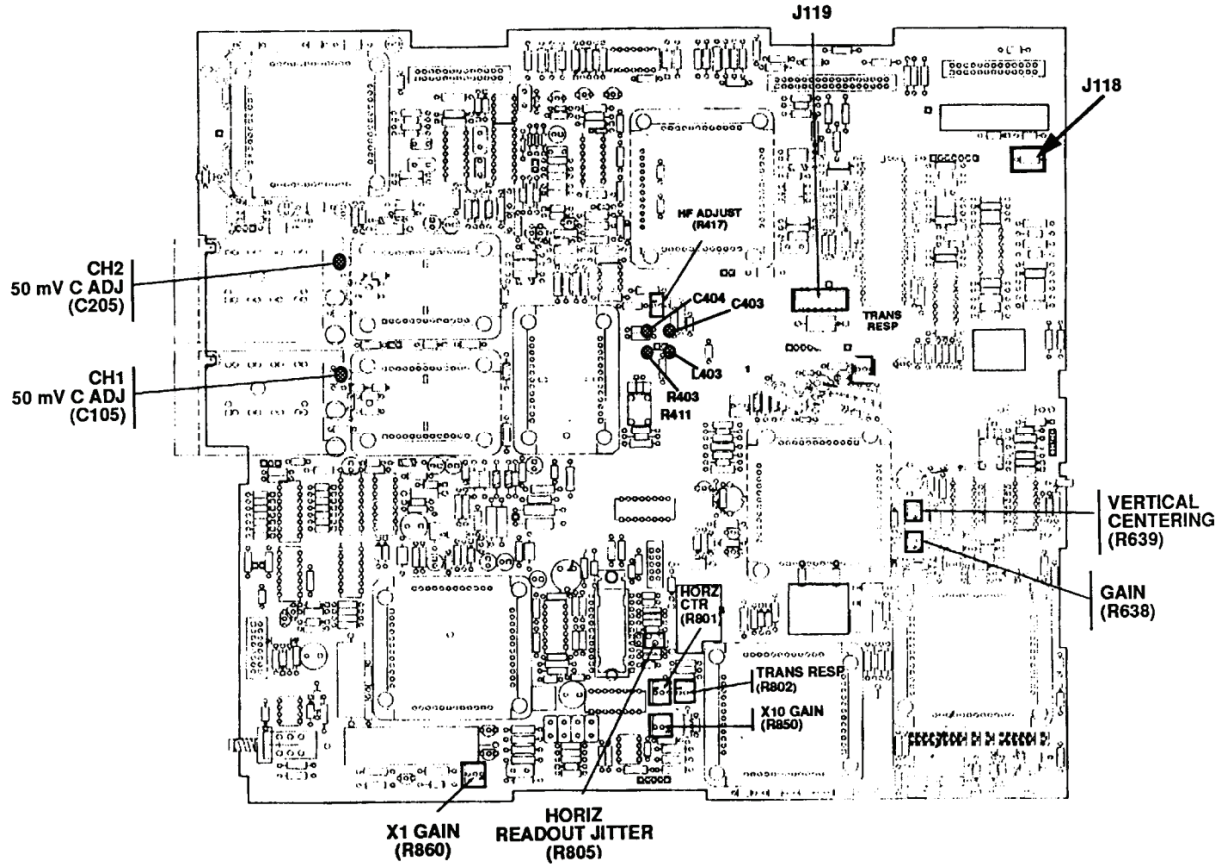 J119
J118
HF ADJUST
(R417)
CH2
50 mV C ADJ
(C205)
C404
C403
TRANS
RESP
CH1
50 mV C ADJ
(C105)
L403
R403
R411
1
VERTICAL
CENTERING
(R639)
GAIN
(R638)
HORZ
CTR
(R801)
TRANS RESP
(R802)
X10 GAIN
(R850)
X1 GAIN
(R860)
HORIZ
READOUT JITTER
(R805)